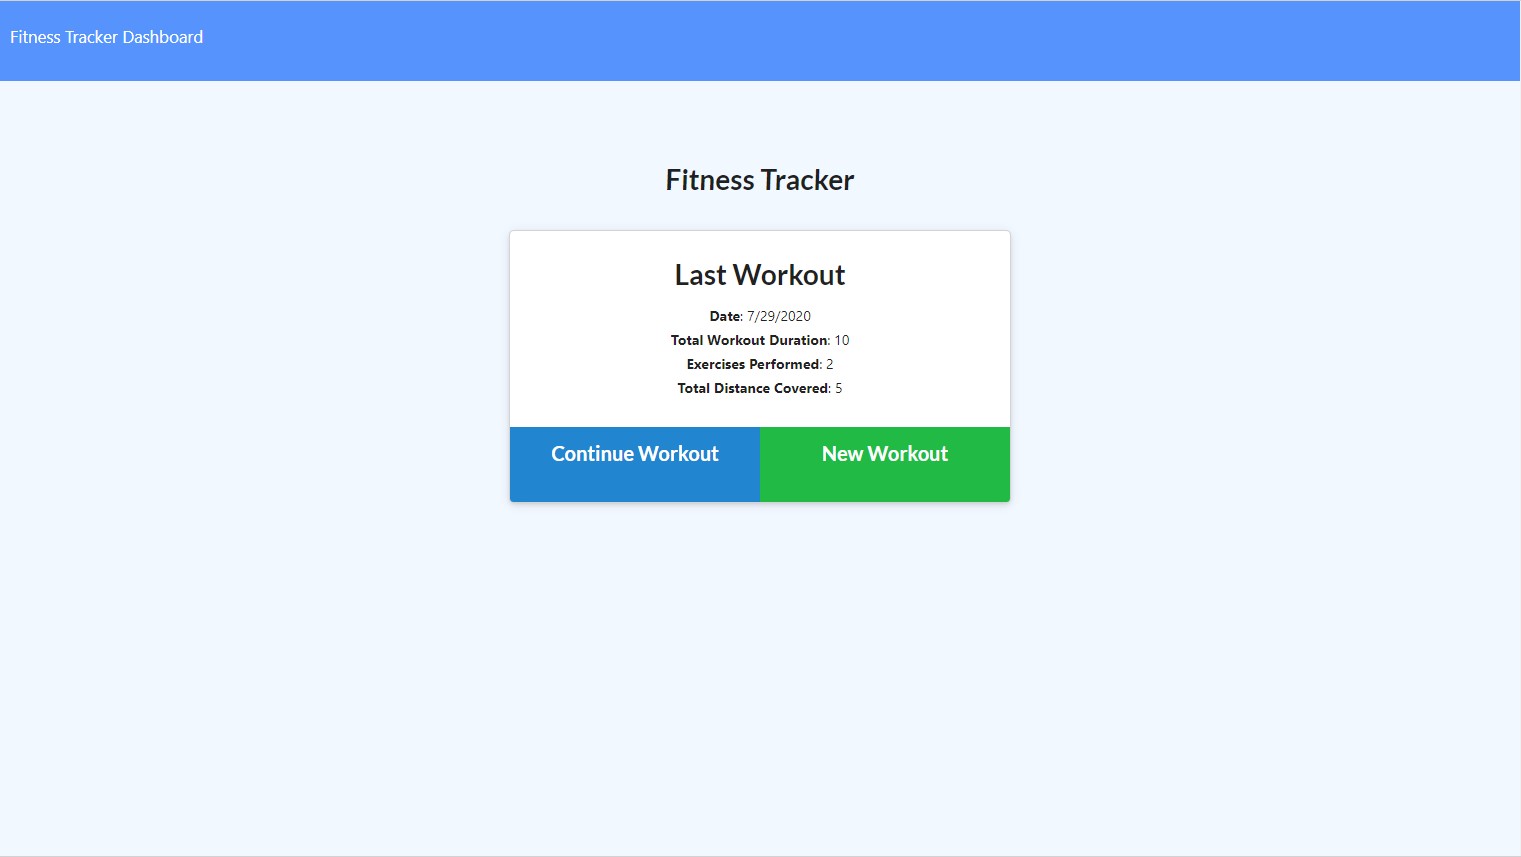 Fitness Tracker Dashboard
Fitness Tracker
Last Workout
Date: 7/29/2020
Total Workout Duration: 10
Exercises Performed: 2
Total Distance Covered: 5
Continue Workout
New Workout